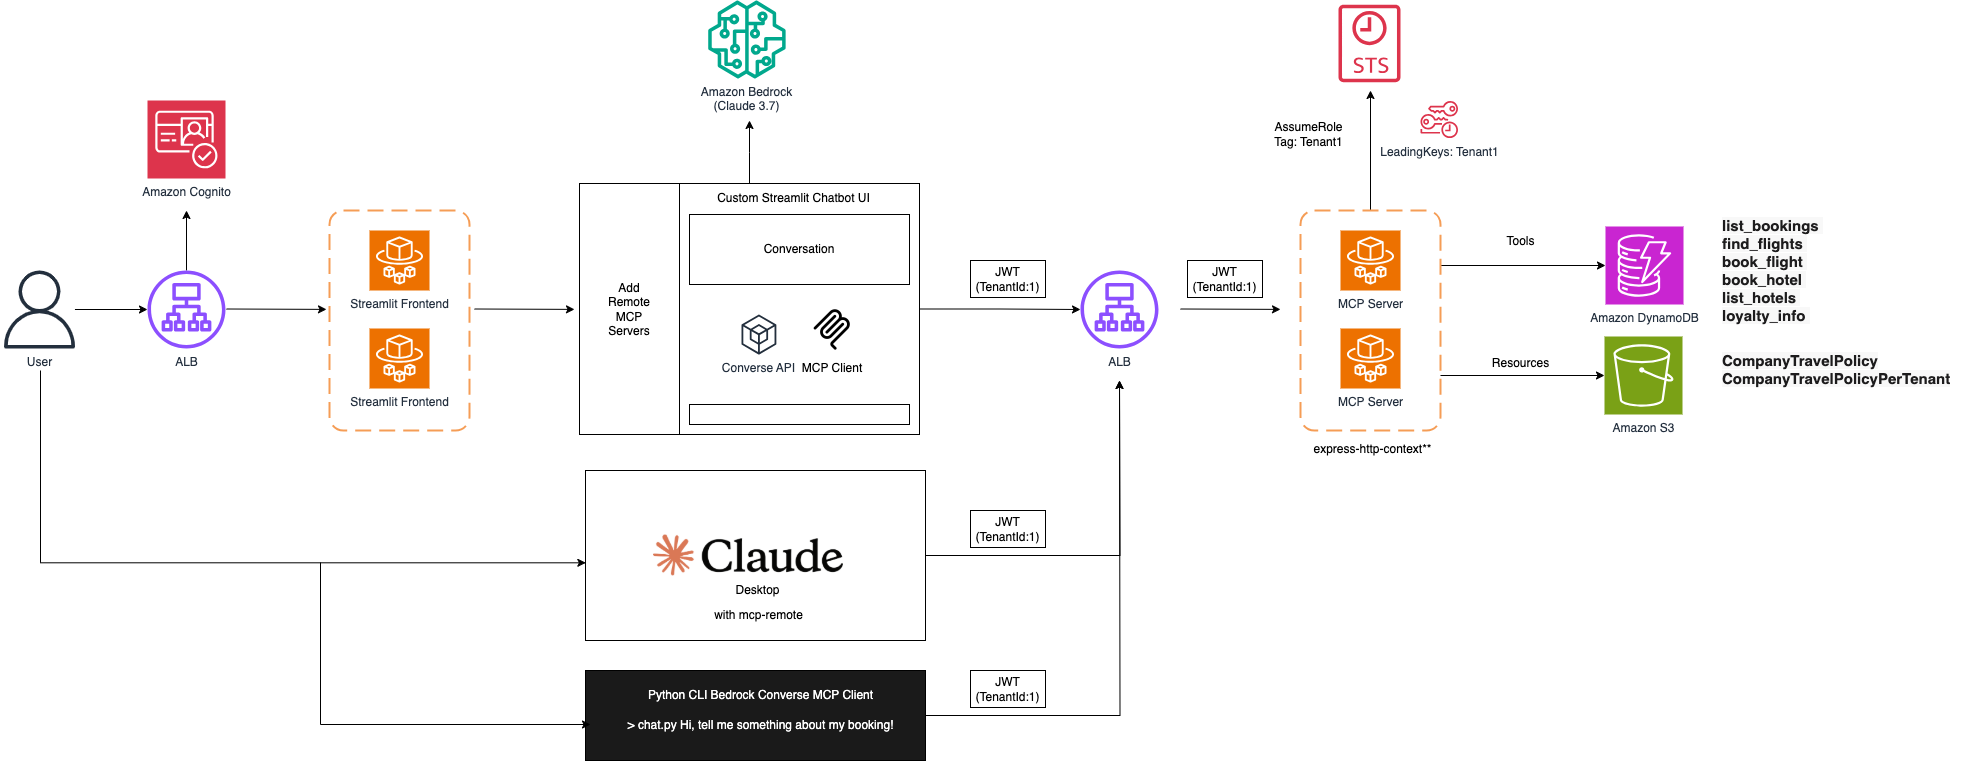 Amazon Bedrock
(Claude 3.7)
STS
AssumeRole
Tag: Tenant1
LeadingKeys: Tenant1
Amazon Cognito
User
ALB
Streamlit Frontend
Streamlit Frontend
Add
Remote
MCP
Servers
Custom Streamlit Chatbot UI
Conversation
Converse API
MCP Client
JWT
(TenantId:1)
ALB
JWT
(TenantId:1)
MCP Server
MCP Server
express-http-context**
Tools
Amazon DynamoDB
list_bookings
find_flights
book_flight
book_hotel
list_hotels
loyalty_info
Resources
Amazon S3
CompanyTravelPolicy
CompanyTravelPolicyPerTenant
Claude
Desktop
with mcp-remote
JWT
(TenantId:1)
Python CLI Bedrock Converse MCP Client
> chat.py Hi, tell me something about my booking!
JWT
(TenantId:1)